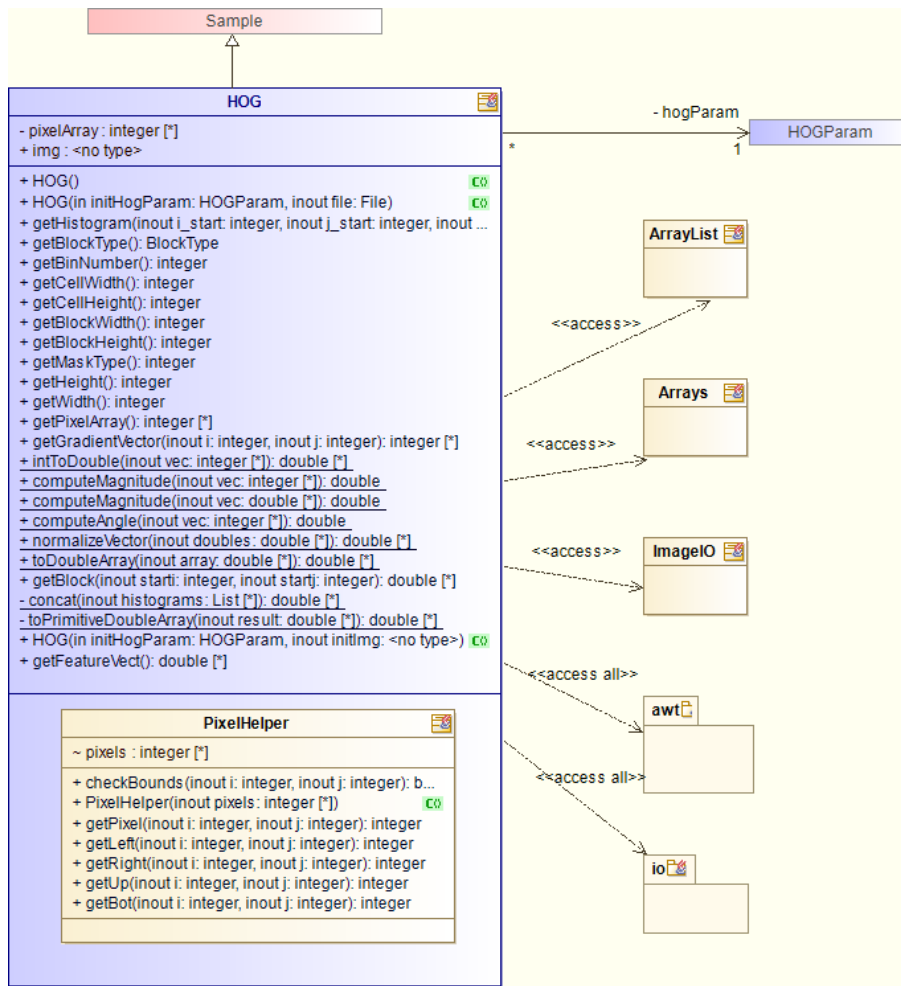 Sample
HOG
- pixelArray : integer [*]
+ img : <no type>
+ HOG()
+ HOG(in initHogParam: HOGParam, inout file: File)
+ getHistogram(inout i_start: integer, inout j_start: integer, inout ...
+ getBlockType(): BlockType
+ getBinNumber(): integer
+ getCellWidth(): integer
+ getCellHeight(): integer
+ getBlockWidth(): integer
+ getBlockHeight(): integer
+ getMaskType(): integer
+ getHeight(): integer
+ getWidth(): integer
+ getPixelArray(): integer [*]
+ getGradientVector(inout i: integer, inout j: integer): integer [*]
+ intToDouble(inout vec: integer [*]): double [*]
+ computeMagnitude(inout vec: integer [*]): double
+ computeMagnitude(inout vec: double [*]): double
+ computeAngle(inout vec: integer [*]): double
+ normalizeVector(inout doubles: double [*]): double [*]
+ toDoubleArray(inout array: double [*]): double [*]
+ getBlock(inout starti: integer, inout startj: integer): double [*]
- concat(inout histograms: List [*]): double [*]
- toPrimitiveDoubleArray(inout result: double [*]): double [*]
+ HOG(in initHogParam: HOGParam, inout initImg: <no type>)
+ getFeatureVect(): double [*]
PixelHelper
~ pixels : integer [*]
+ checkBounds(inout i: integer, inout j: integer): b...
+ PixelHelper(inout pixels: integer [*])
+ getPixel(inout i: integer, inout j: integer): integer
+ getLeft(inout i: integer, inout j: integer): integer
+ getRight(inout i: integer, inout j: integer): integer
+ getUp(inout i: integer, inout j: integer): integer
+ getBot(inout i: integer, inout j: integer): integer
- hogParam
*
1
HOGParam
ArrayList
<<access>>
Arrays
<<access>>
ImageIO
<<access>>
<<access all>>
awt
<<access all>>
io